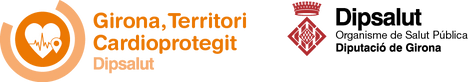 Girona, Territori
Cardioprotegit
Dipsalut
Dipsalut
Organisme de Salut Pública
Diputació de Girona